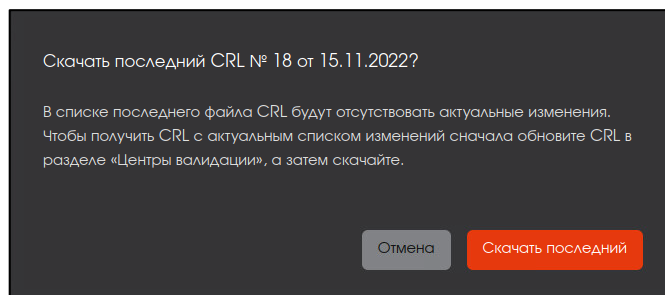 Скачать последний CRL № 18 от 15.11.2022?
В списке последнего файла CRL будут отсутствовать актуальные изменения.
Чтобы получить CRL с актуальным списком изменений сначала обновите CRL в
разделе «Центры валидации», а затем скачайте.
Отмена
Скачать последний